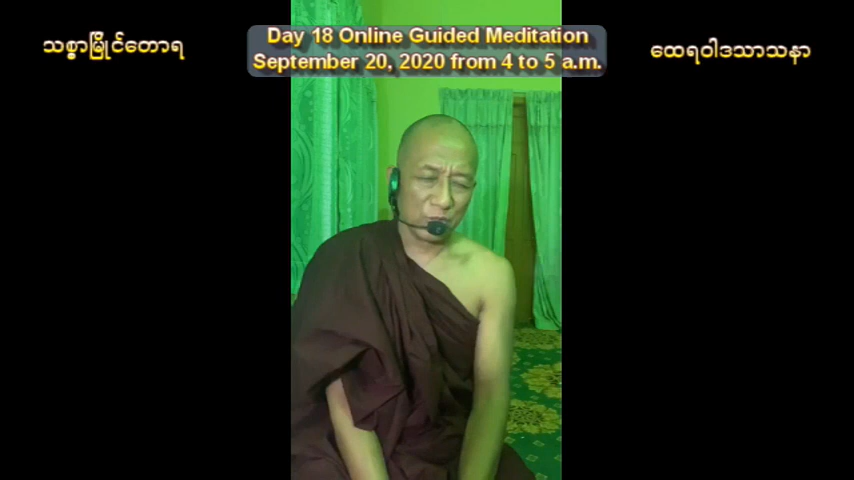 Day 18 Online Guided Meditation
September 20, 2020 from 4 to 5 a.m.
သစ္စာမြိုင်တောရ
ထေရဝါဒသာသနာ